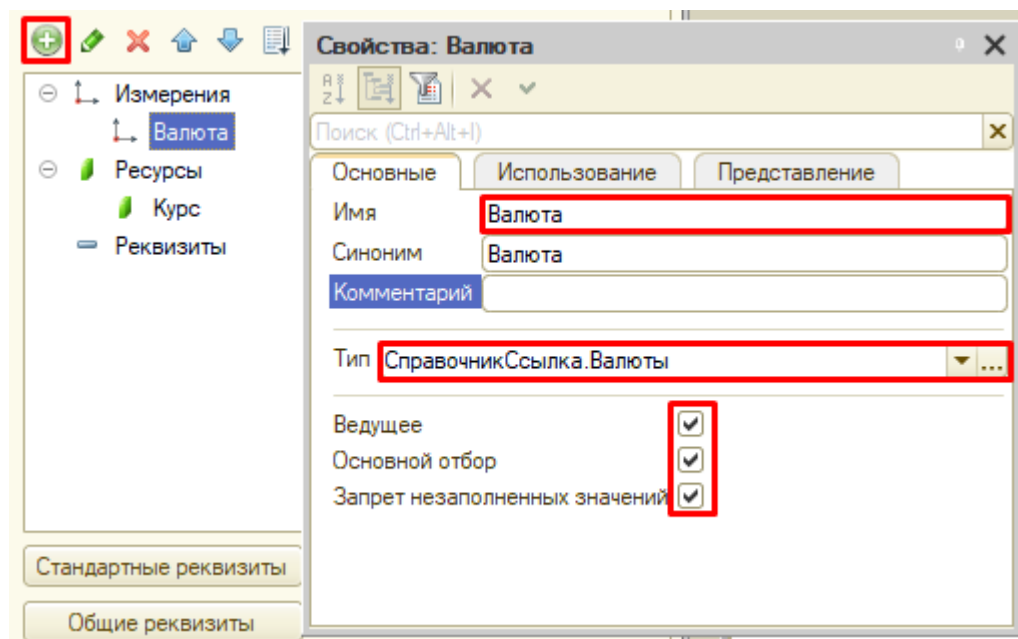 Свойства: Валюта
Поиск (Ctrl+Alt+I)
Измерения
Валюта
Ресурсы
Курс
Реквизиты
Основные Использование Представление
Имя Валюта
Синоним Валюта
Комментарий
Тип СправочникСсылка.Валюты ...
Ведущее
Основной отбор
Запрет незаполненных значений
Стандартные реквизиты
Общие реквизиты